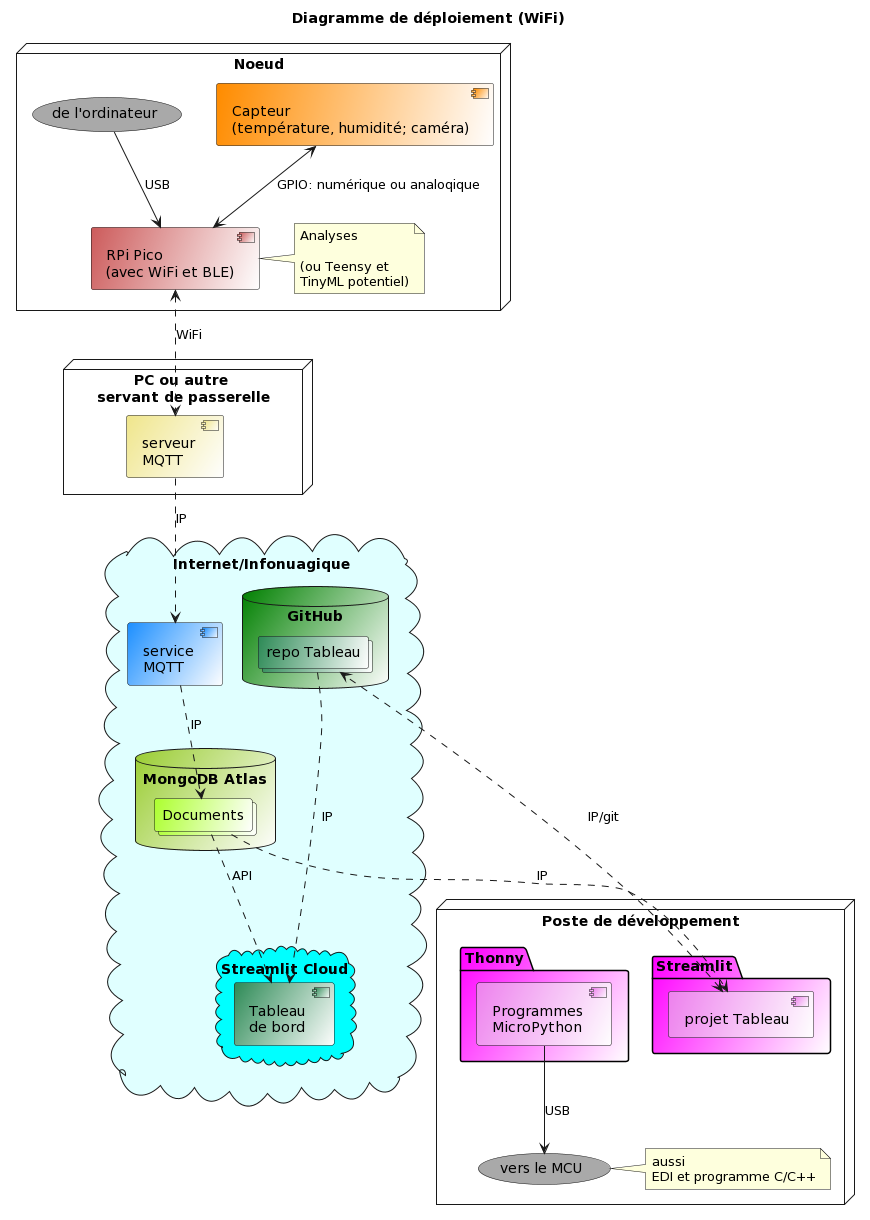 Diagramme de déploiement (WiFi)
Noeud
de l'ordinateur
Capteur
(température, humidité; caméra)
USB
GPIO: numérique ou analoqique
RPi Pico
(avec WiFi et BLE)
Analyses
(ou Teensy et
TinyML potentiel)
WiFi
PC ou autre
servant de passerelle
serveur
MQTT
IP
Internet/Infonuagique
GitHub
repo Tableau
service
MQTT
IP
MongoDB Atlas
Documents
IP
IP/git
API
IP
Poste de développement
Streamlit Cloud
Tableau
de bord
Thonny
Programmes
MicroPython
Streamlit
projet Tableau
USB
vers le MCU
aussi
EDI et programme C/C++